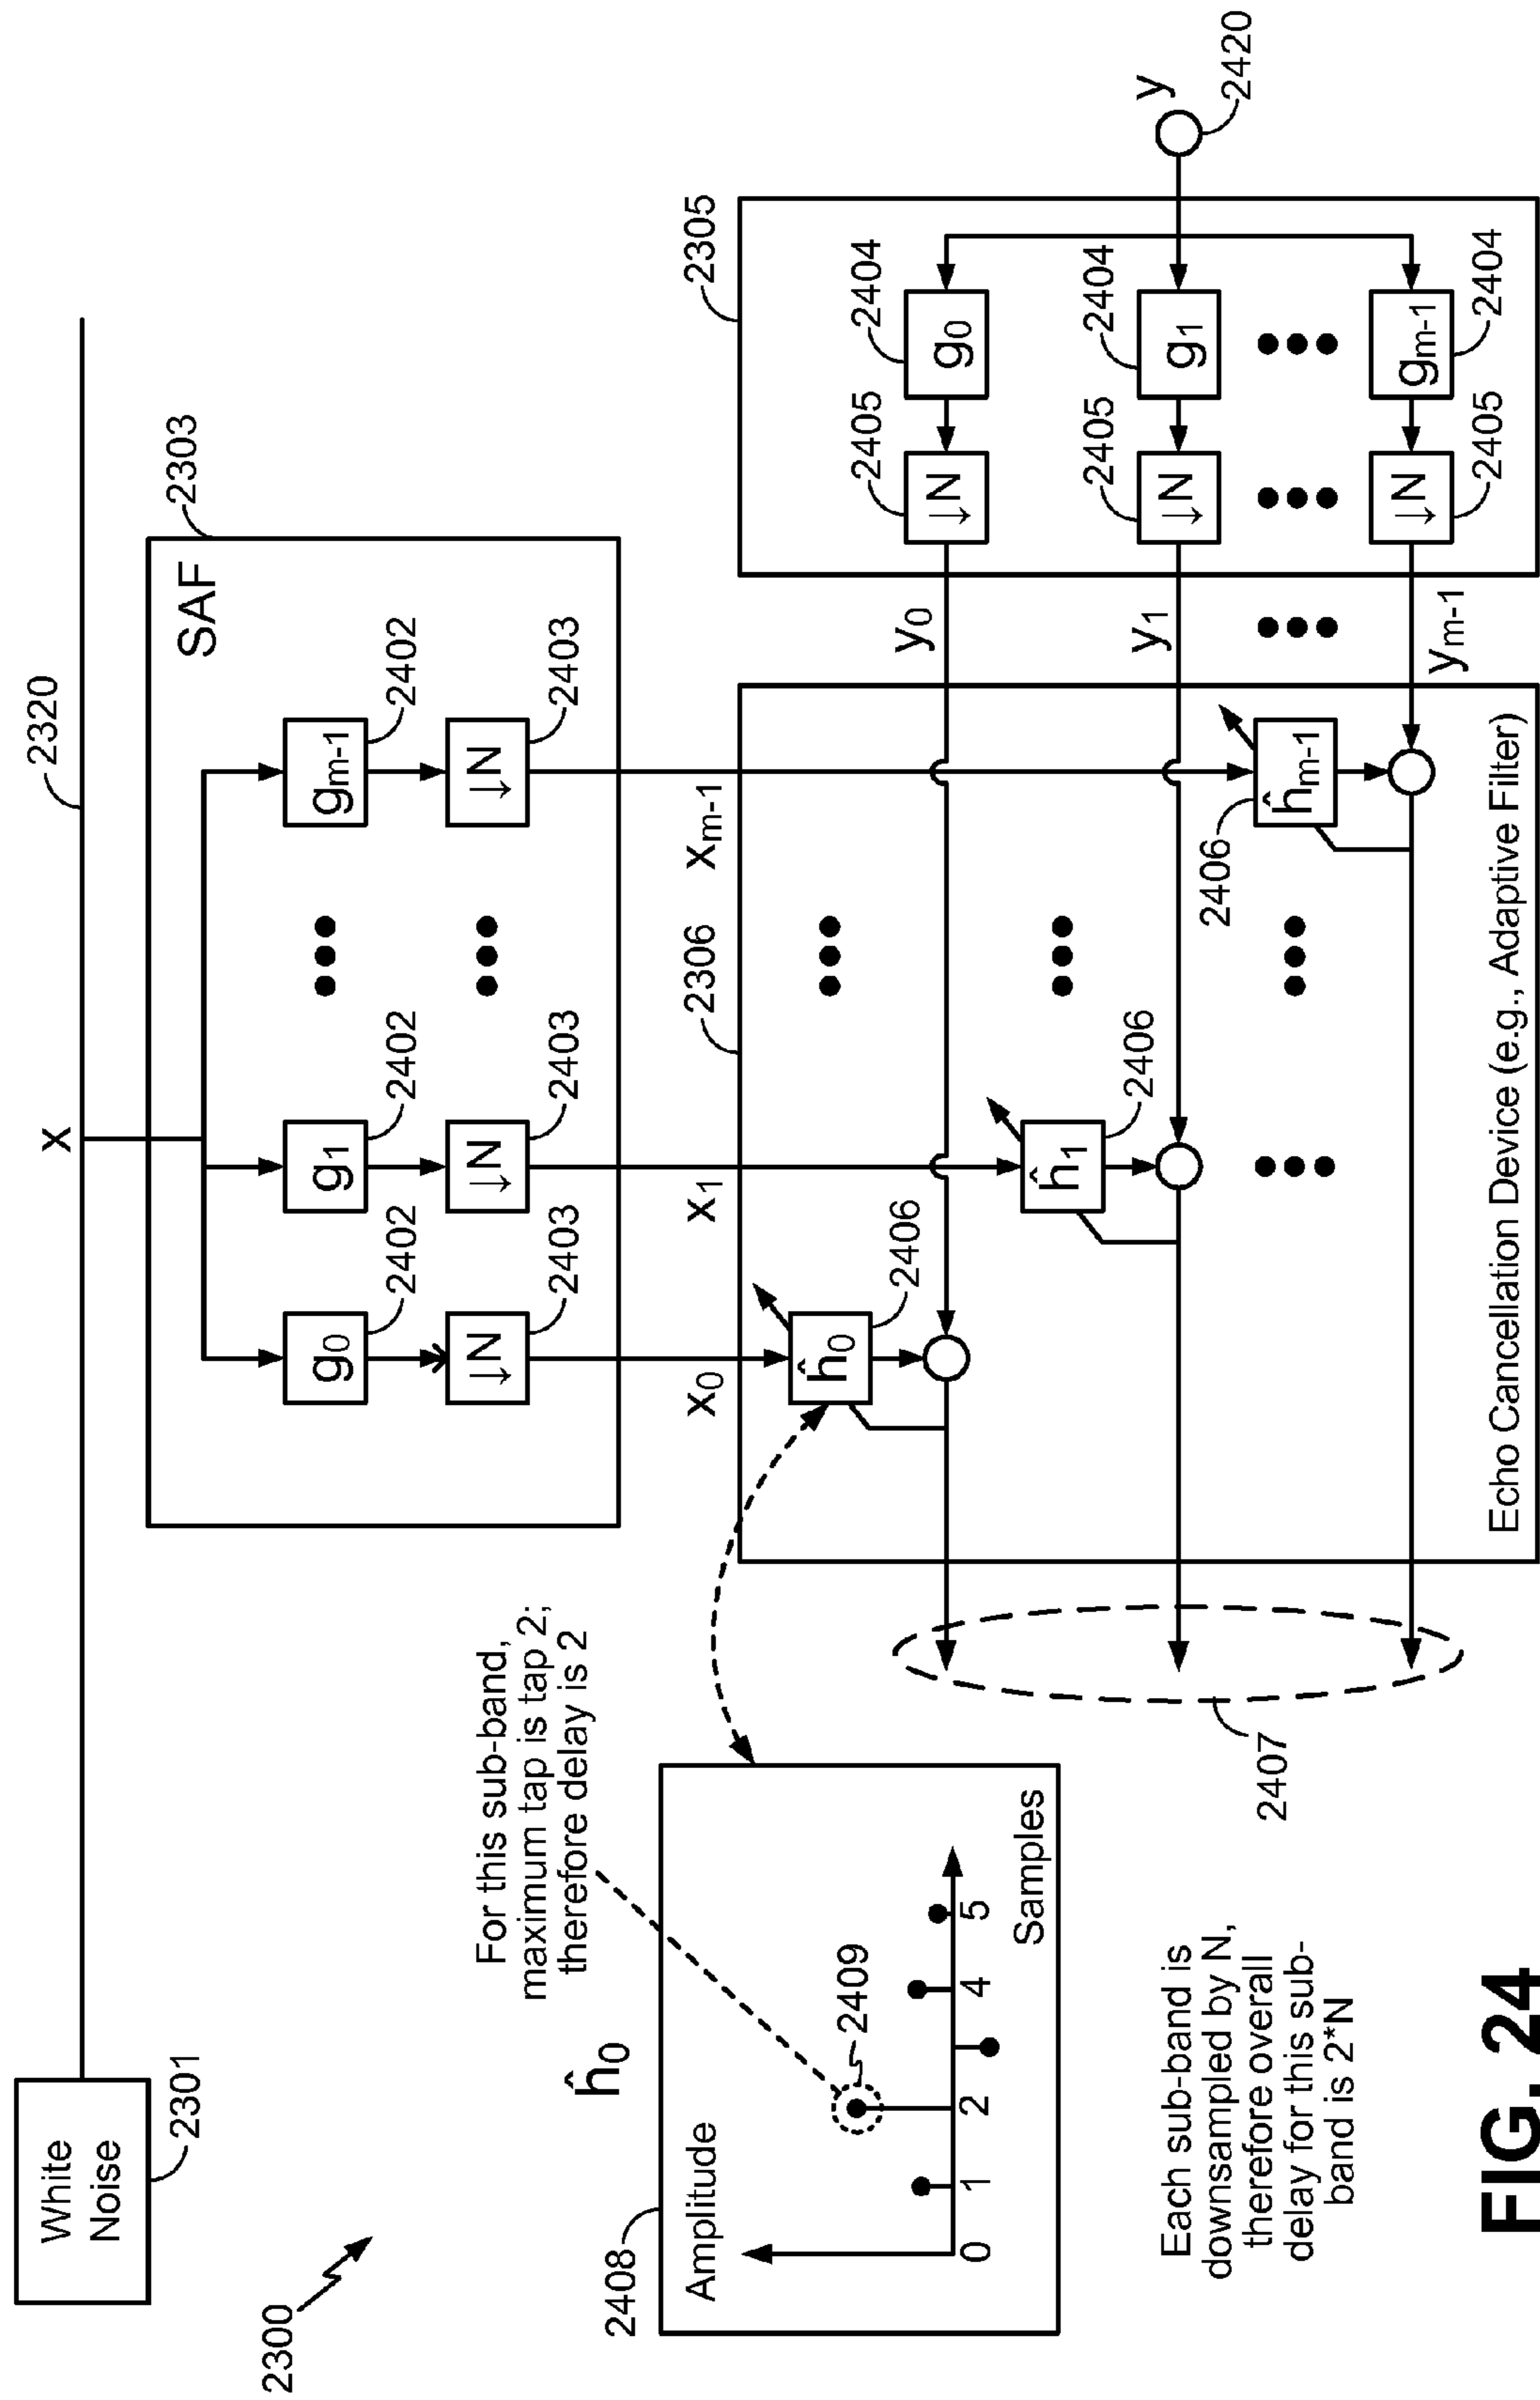 2300
White
Noise
2301
x
2320
SAF
2303
g0
g1
gm-1
2402
2402
2402
↓N
↓N
↓N
2403
2403
2403
x0
x1
xm-1
2306
ĥ0
2406
ĥ1
2406
ĥm-1
2406
Echo Cancellation Device (e.g., Adaptive Filter)
y0
y1
ym-1
2305
↓N
2405
g0
2404
↓N
2405
g1
2404
↓N
2405
gm-1
2404
y
2420
2407
For this sub-band,
maximum tap is tap 2;
therefore delay is 2
ĥ0
2408
Amplitude
2409
0
1
2
4
5
Samples
Each sub-band is
downsampled by N,
therefore overall
delay for this sub-
band is 2*N
FIG. 24